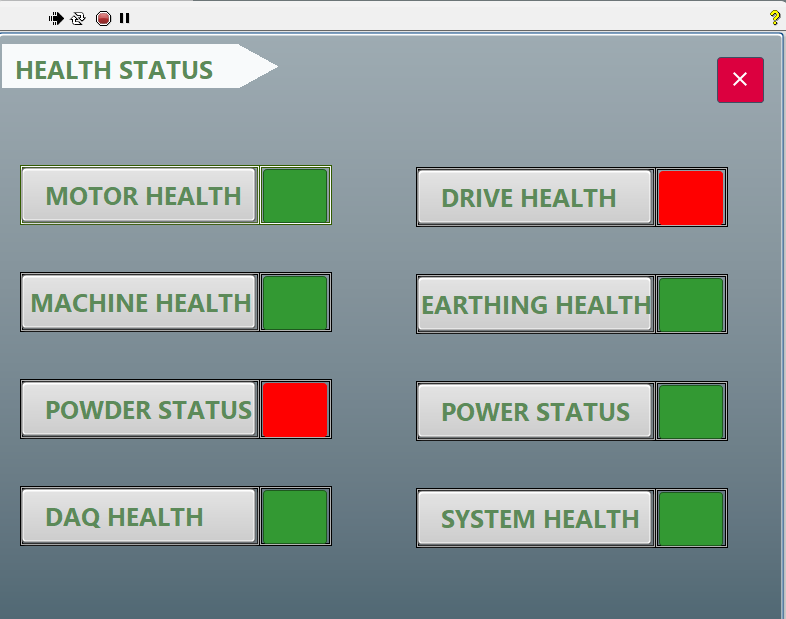 HEALTH STATUS
MOTOR HEALTH
DRIVE HEALTH
MACHINE HEALTH
EARTHING HEALTH
POWDER STATUS
POWER STATUS
DAQ HEALTH
SYSTEM HEALTH